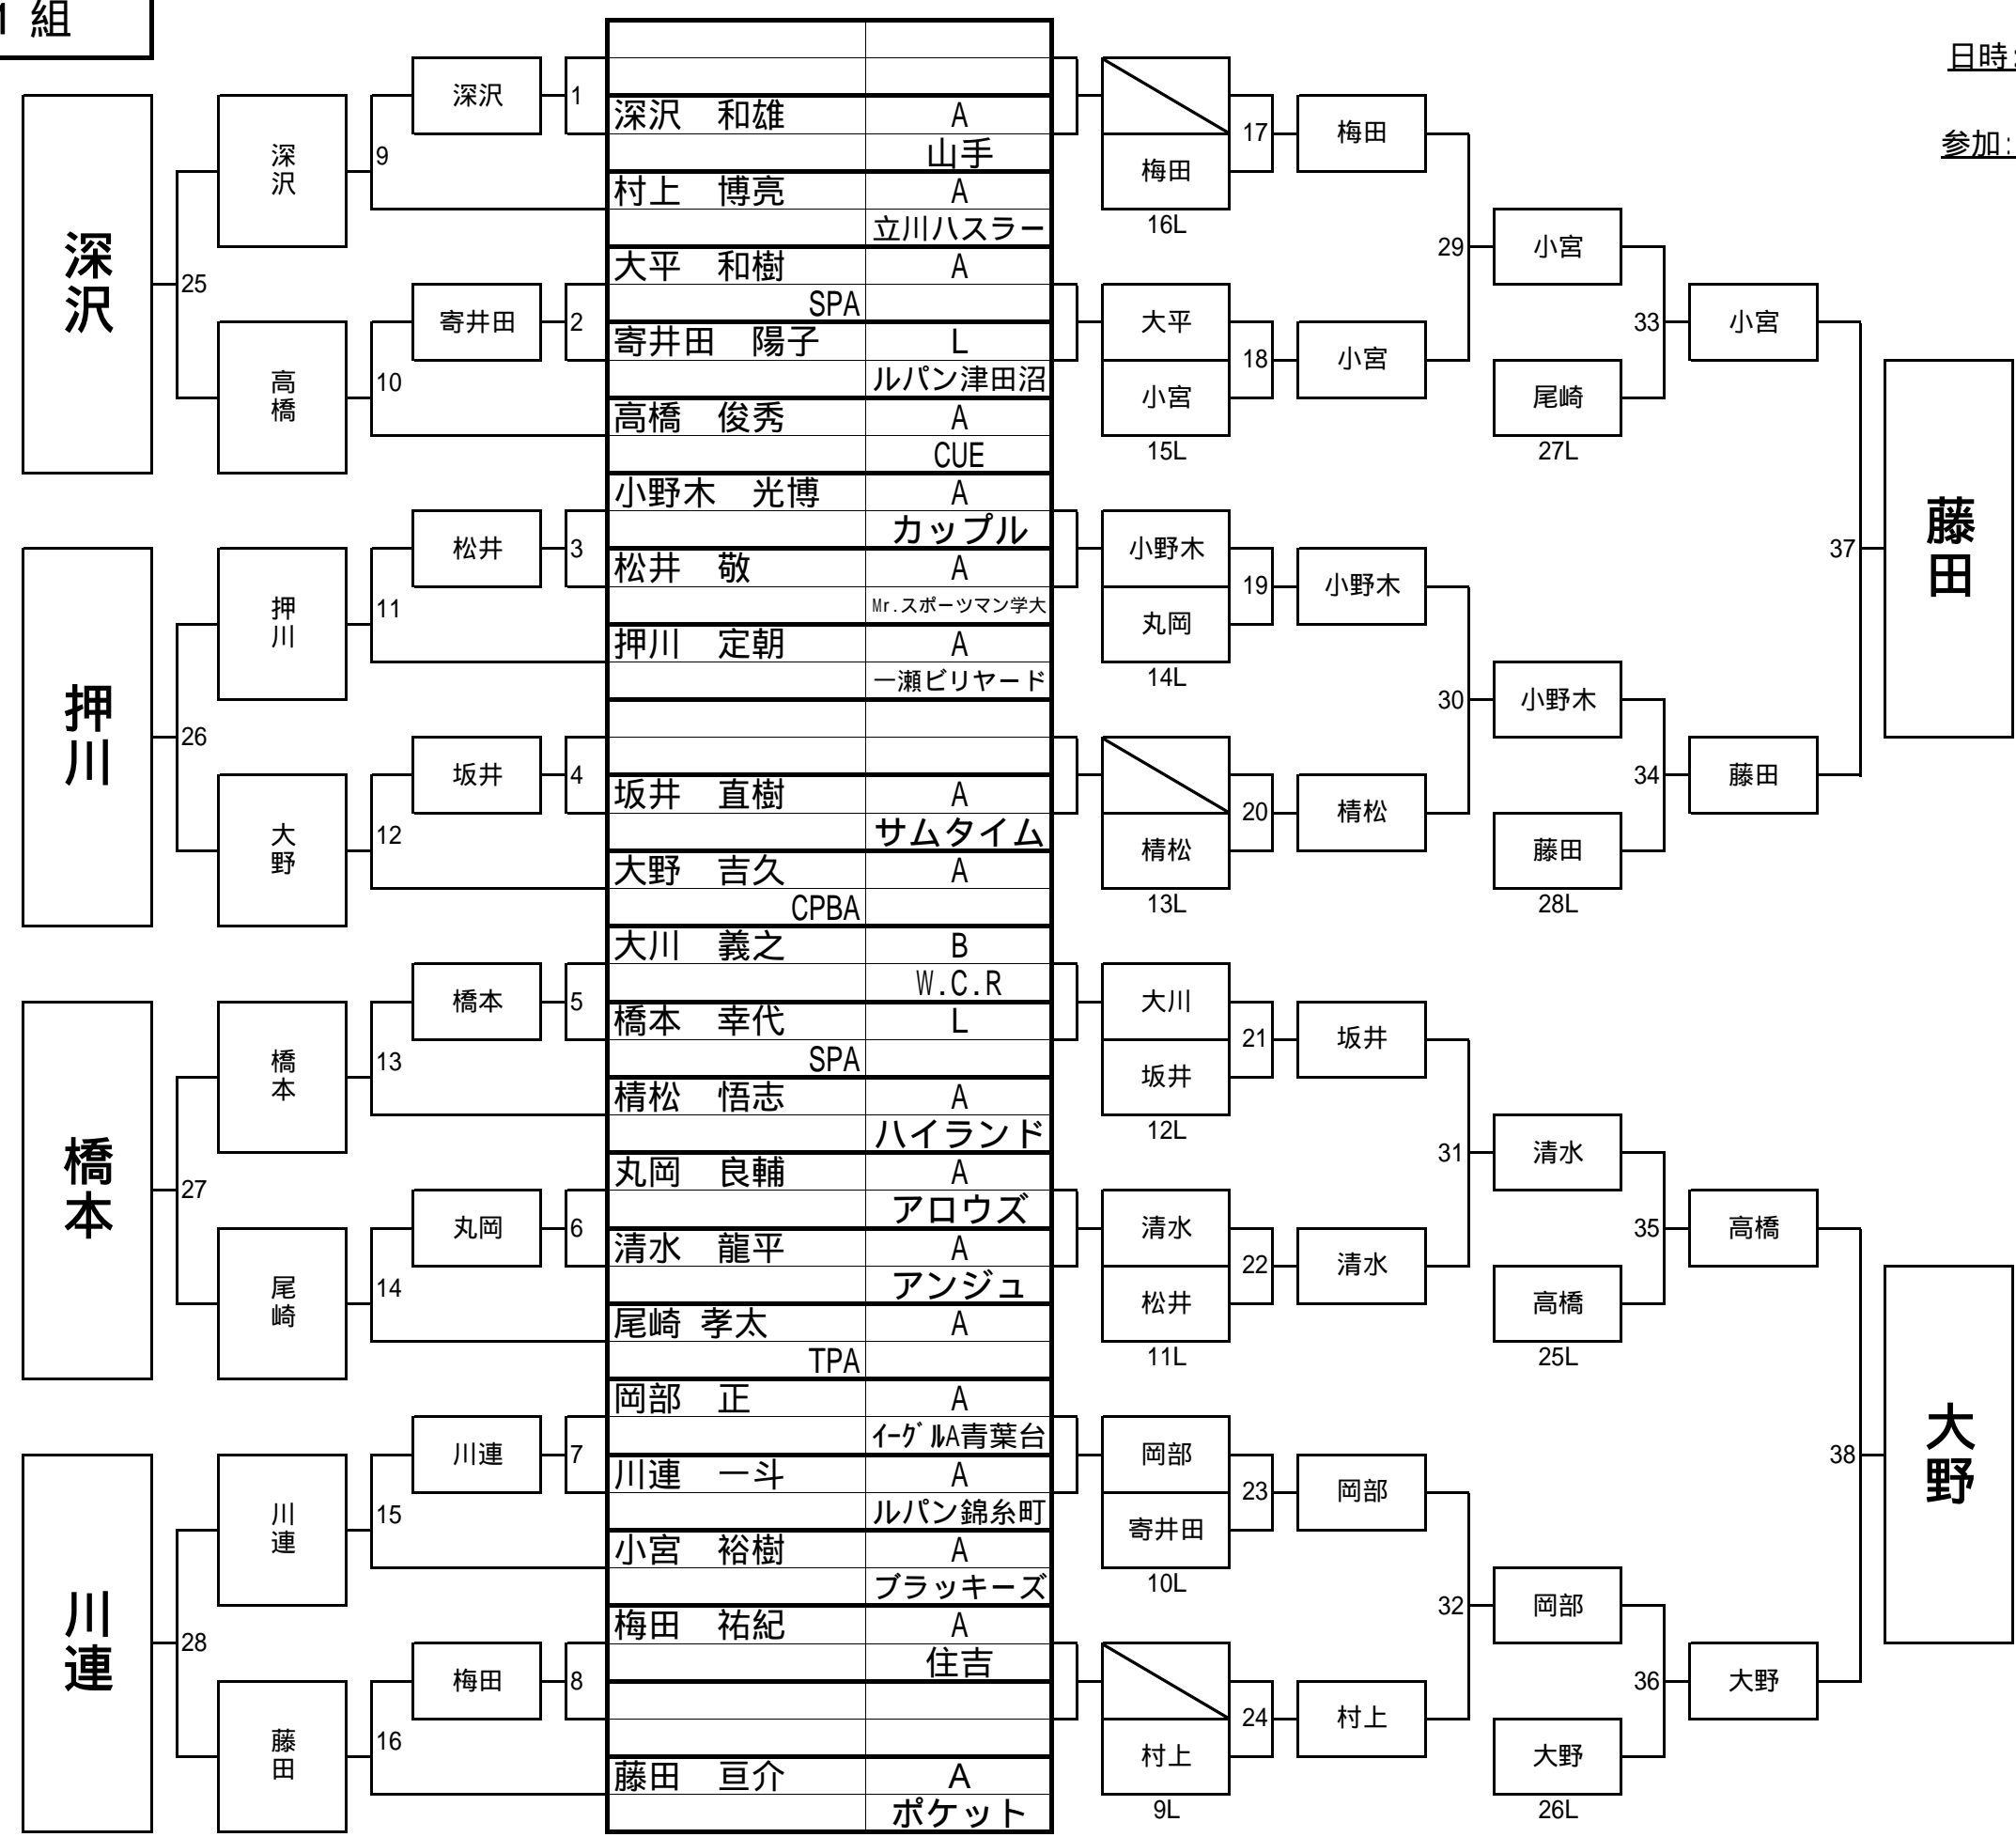 1 組
日時:
参加:
深沢
押川
橋本
川連
25
26
27
28
深沢
高橋
押川
大野
橋本
尾崎
川連
藤田
9
10
11
12
13
14
15
16
深沢
寄井田
松井
坂井
橋本
丸岡
川連
梅田
1
2
3
4
5
6
7
8
深沢 和雄 A
山手
村上 博亮 A
立川ハスラー
大平 和樹 A
SPA
寄井田 陽子 L
ルパン津田沼
高橋 俊秀 A
CUE
小野木 光博 A
カップル
松井 敬 A
Mr.スポーツマン学大
押川 定朝 A
一瀬ビリヤード
坂井 直樹 A
サムタイム
大野 吉久 A
CPBA
大川 義之 B
W.C.R
橋本 幸代 L
SPA
棈松 悟志 A
ハイランド
丸岡 良輔 A
アロウズ
清水 龍平 A
アンジュ
尾崎 孝太 A
TPA
岡部 正 A
ｲｰｸﾞﾙA青葉台
川連 一斗 A
ルパン錦糸町
小宮 裕樹 A
ブラッキーズ
梅田 祐紀 A
住吉
藤田 亘介 A
ポケット
梅田
16L
大平
小宮
15L
小野木
丸岡
14L
棈松
13L
大川
坂井
12L
清水
松井
11L
岡部
寄井田
10L
村上
9L
17
18
19
20
21
22
23
24
梅田
小宮
小野木
棈松
坂井
清水
岡部
村上
29
30
31
32
小宮
尾崎
27L
小野木
藤田
28L
清水
高橋
25L
岡部
大野
26L
33
34
35
36
小宮
藤田
高橋
大野
37
38
藤田
大野